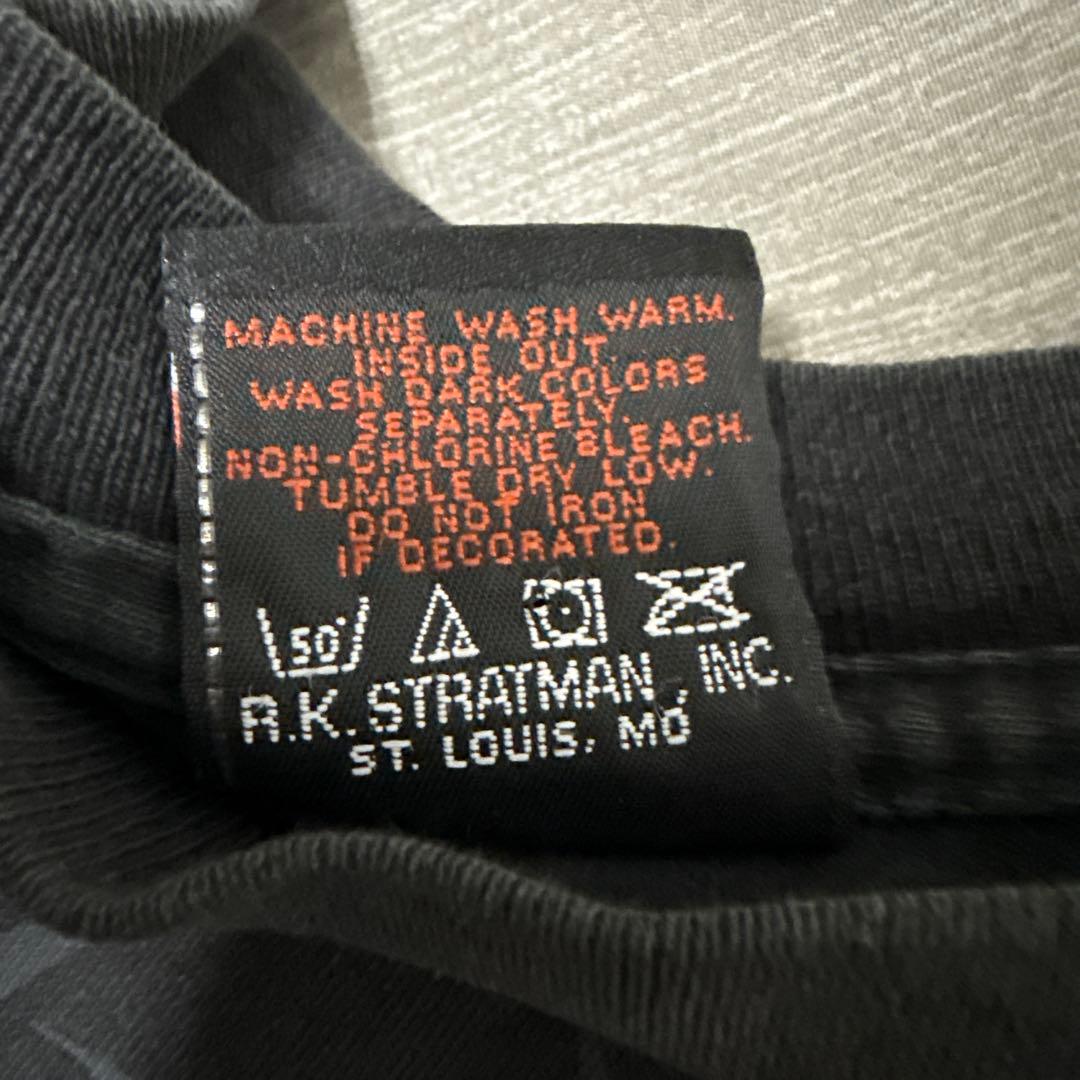 MACHINE WASH WARM.
INSIDE OUT.
WASH DARK COLORS
SEPARATELY.
NON-CHLORINE BLEACH.
TUMBLE DRY LOW.
DO NOT IRON
IF DECORATED.
50°
R.K. STRATMAN, INC.
ST. LOUIS, MO